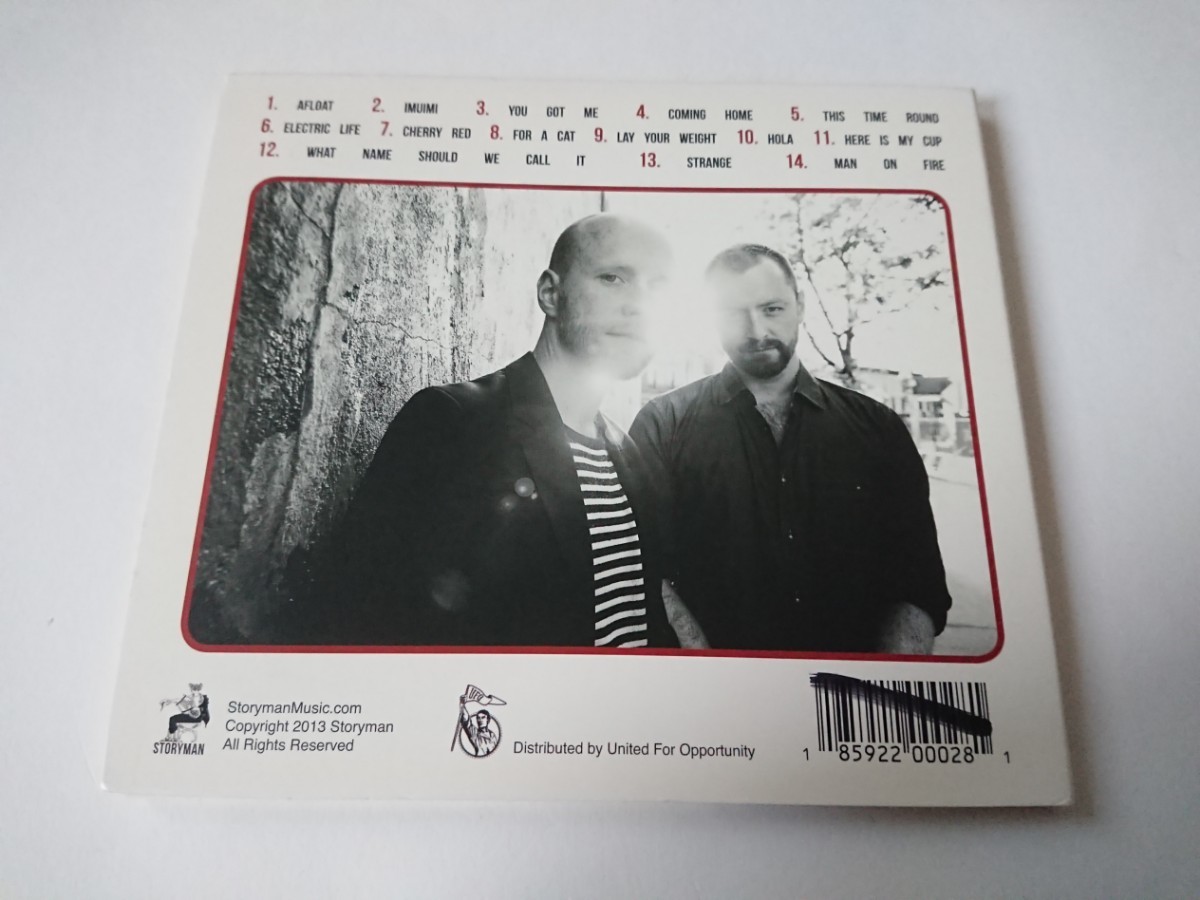 1. AFLOAT 2. IMUIMI 3. YOU GOT ME 4. COMING HOME 5. THIS TIME ROUND
6. ELECTRIC LIFE 7. CHERRY RED 8. FOR A CAT 9. LAY YOUR WEIGHT 10. HOLA 11. HERE IS MY CUP
12. WHAT NAME SHOULD WE CALL IT 13. STRANGE 14. MAN ON FIRE
STORYMAN
StorymanMusic.com
Copyright 2013 Storyman
All Rights Reserved
UFO
Distributed by United For Opportunity
1 85922 00028 1